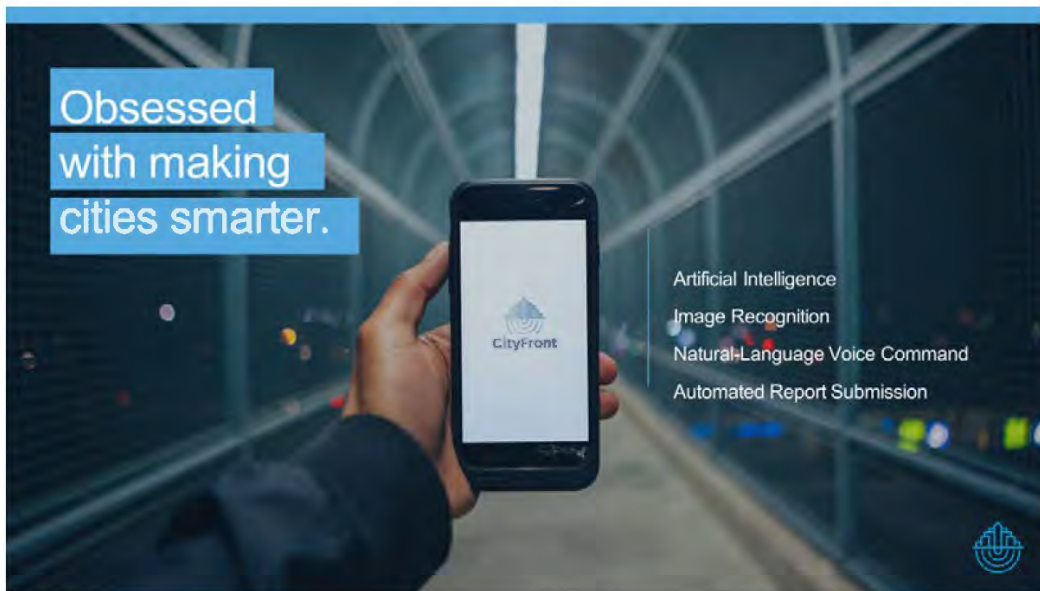 Obsessed
with making
cities smarter.
CityFront
Artificial Intelligence
Image Recognition
Natural-Language Voice Command
Automated Report Submission